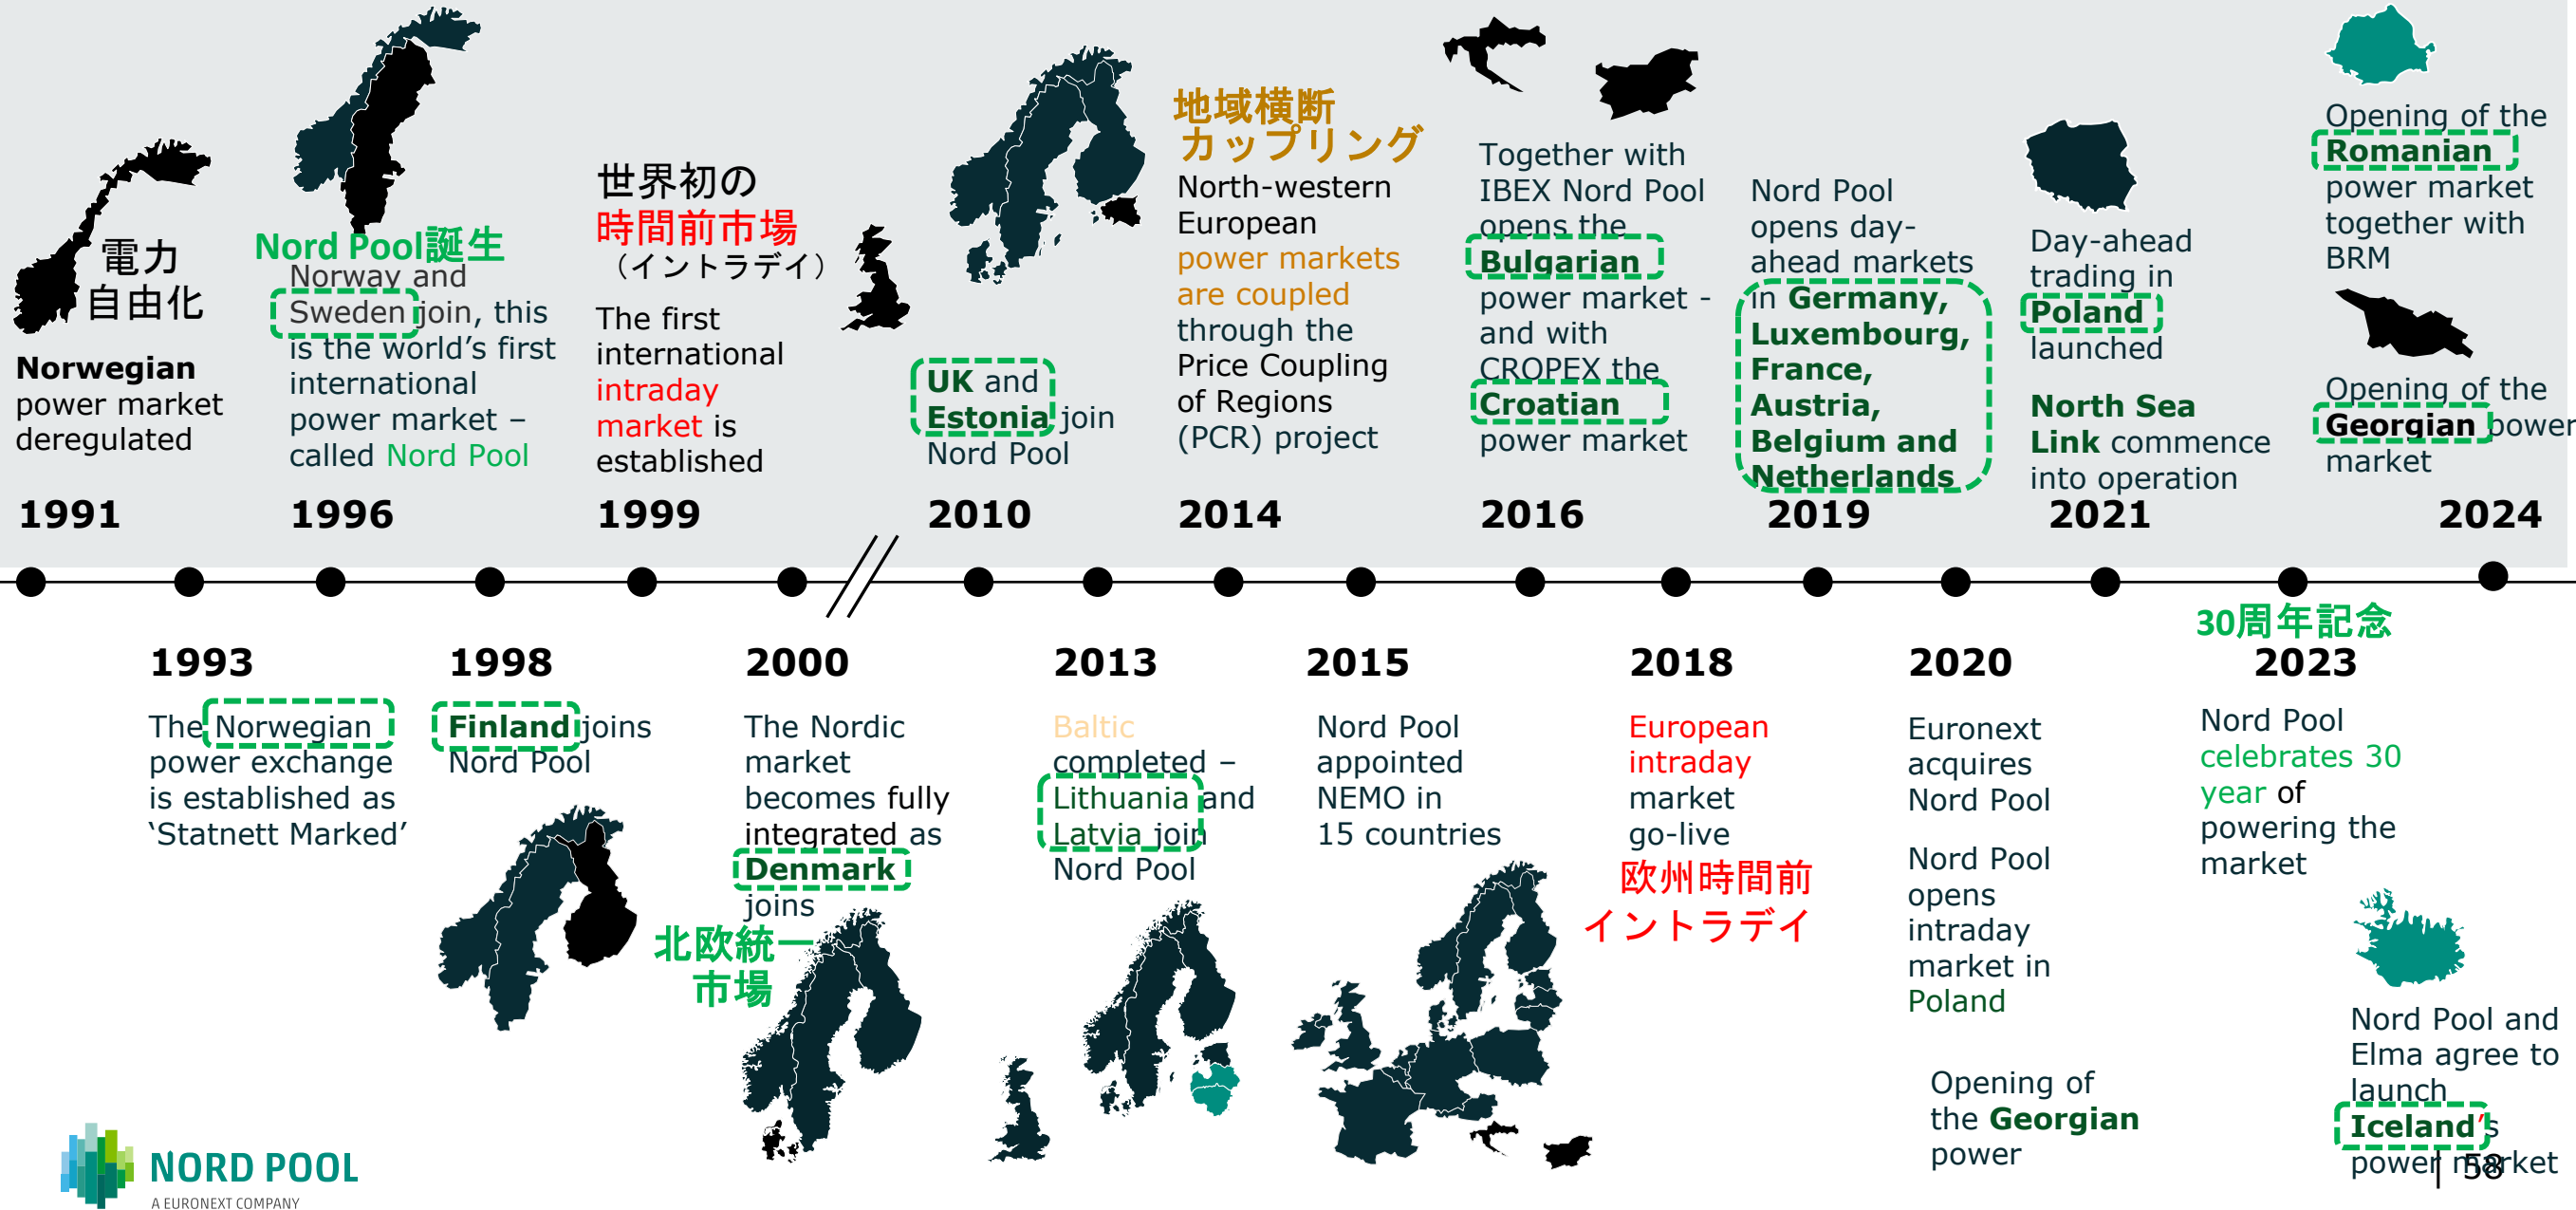 電力
自由化
Norwegian
power market
deregulated
1991
Nord Pool誕生
Norway and
Sweden join, this
is the world's first
international
power market –
called Nord Pool
1996
世界初の
時間前市場
（イントラデイ）
The first
international
intraday
market is
established
1999
UK and
Estonia join
Nord Pool
2010
地域横断
カップリング
North-western
European
power markets
are coupled
through the
Price Coupling
of Regions
(PCR) project
2014
Together with
IBEX Nord Pool
opens the
Bulgarian
power market -
and with
CROPEX the
Croatian
power market
2016
Nord Pool
opens day-
ahead markets
in Germany,
Luxembourg,
France,
Austria,
Belgium and
Netherlands
2019
Day-ahead
trading in
Poland
launched
North Sea
Link commence
into operation
2021
Opening of the
Romanian
power market
together with
BRM
Opening of the
Georgian power
market
2024
1993
The Norwegian
power exchange
is established as
‘Statnett Marked’
1998
Finland joins
Nord Pool
2000
The Nordic
market
becomes fully
integrated as
Denmark
joins
北欧統一
市場
2013
Baltic
completed –
Lithuania and
Latvia join
Nord Pool
2015
Nord Pool
appointed
NEMO in
15 countries
2018
European
intraday
market
go-live
欧州時間前
イントラデイ
2020
Euronext
acquires
Nord Pool
Nord Pool
opens
intraday
market in
Poland
Opening of
the Georgian
power
30周年記念
2023
Nord Pool
celebrates 30
year of
powering the
market
Nord Pool and
Elma agree to
launch
Iceland's
power market
| 58
NORD POOL
A EURONEXT COMPANY